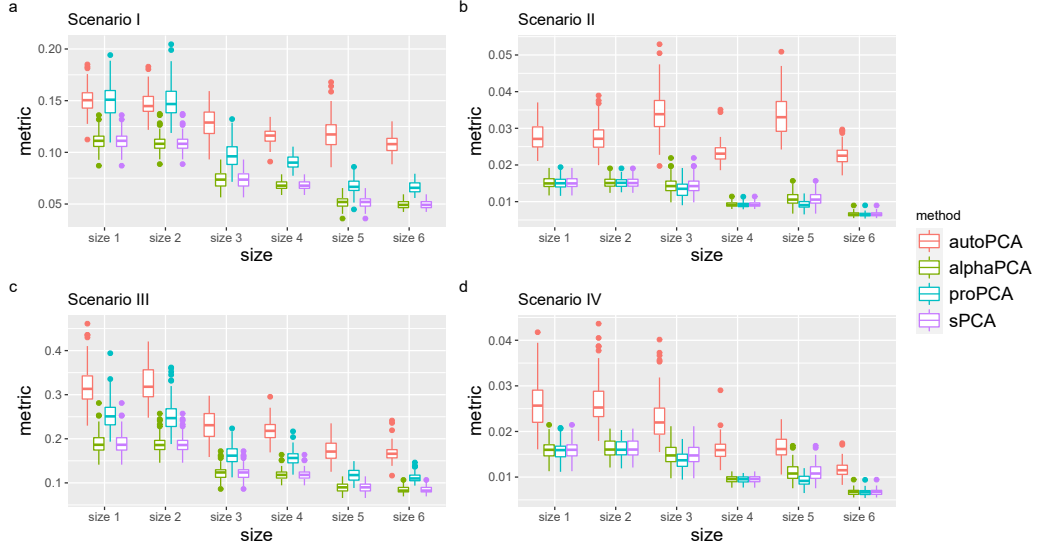 a
Scenario I
metric
0.20
0.15
0.10
0.05
size 1 size 2 size 3 size 4 size 5 size 6
size
b
Scenario II
metric
0.05
0.04
0.03
0.02
0.01
size 1 size 2 size 3 size 4 size 5 size 6
size
c
Scenario III
metric
0.4
0.3
0.2
0.1
size 1 size 2 size 3 size 4 size 5 size 6
size
d
Scenario IV
metric
0.04
0.03
0.02
0.01
size 1 size 2 size 3 size 4 size 5 size 6
size
method
autoPCA
alphaPCA
proPCA
sPCA